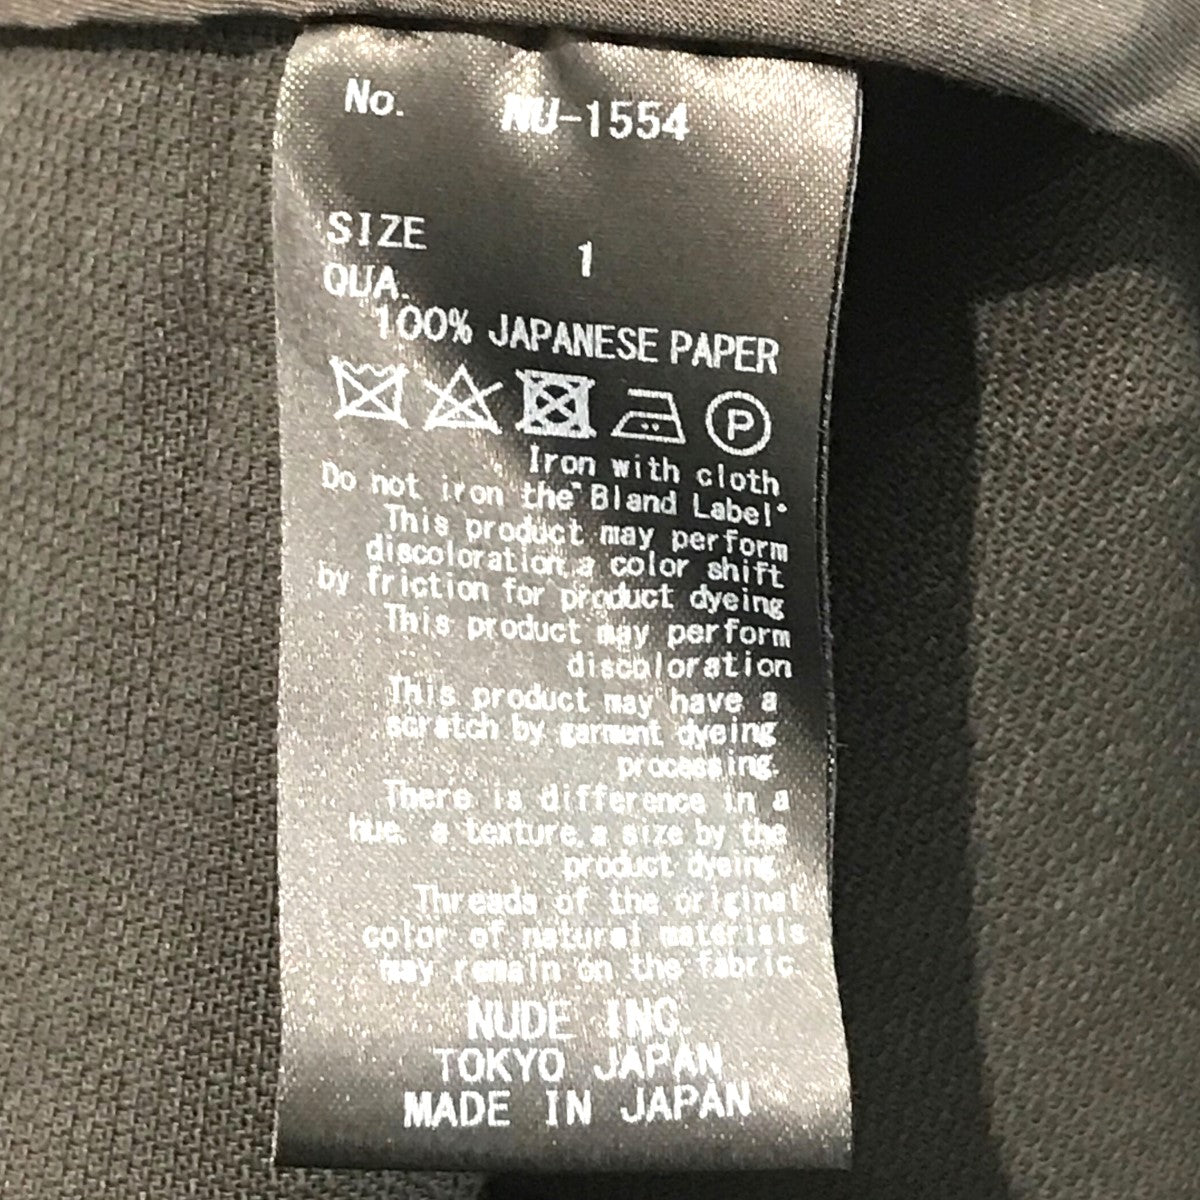 No. NU-1554
SIZE 1
QUA.
100% JAPANESE PAPER
P
Iron with cloth
Do not iron the"Bland Label"
This product may perform
discoloration,a color shift
by friction for product dyeing
This product may perform
discoloration
This product may have a
scratch by garment dyeing
processing.
There is difference in a
hue, a texture,a size by the
product dyeing.
Threads of the original
color of natural materials
may remain on the fabric.
NUDE INC.
TOKYO JAPAN
MADE IN JAPAN